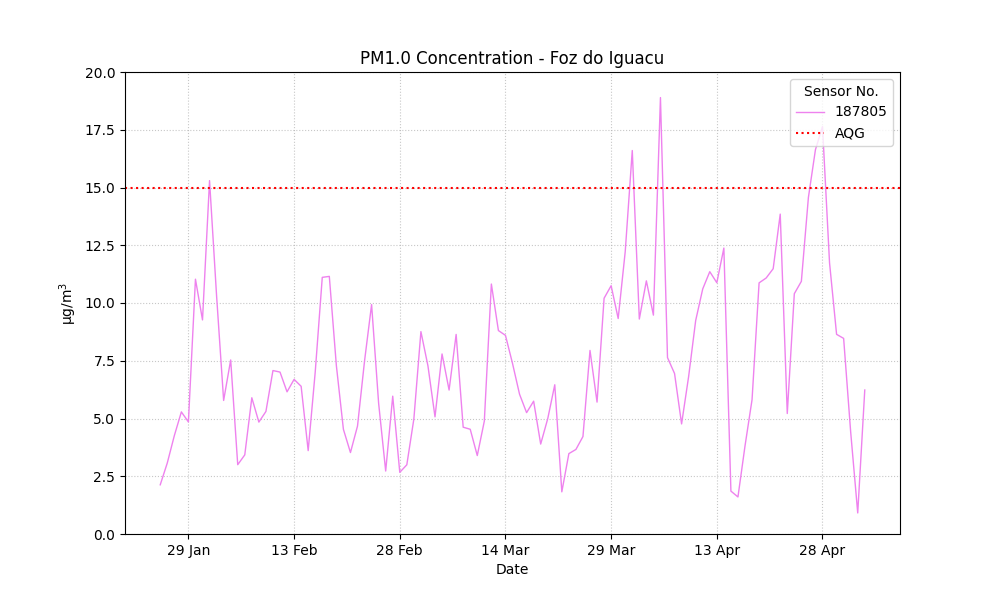 PM1.0 Concentration - Foz do Iguacu
20.0
17.5
15.0
12.5
10.0
7.5
5.0
2.5
0.0
μg/m³
Sensor No.
187805
AQG
29 Jan
13 Feb
28 Feb
14 Mar
29 Mar
13 Apr
28 Apr
Date